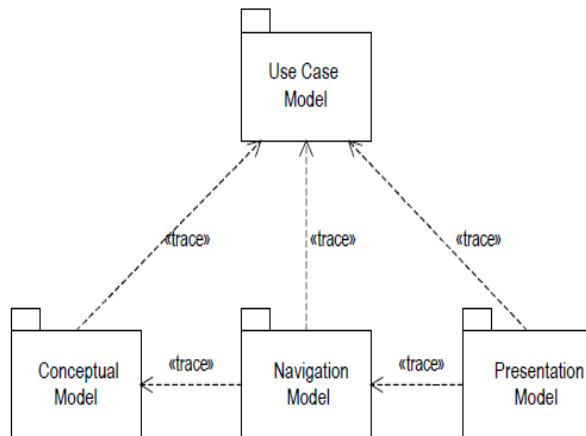 Use Case
Model
«trace»
«trace»
«trace»
Conceptual
Model
«trace»
Navigation
Model
«trace»
Presentation
Model